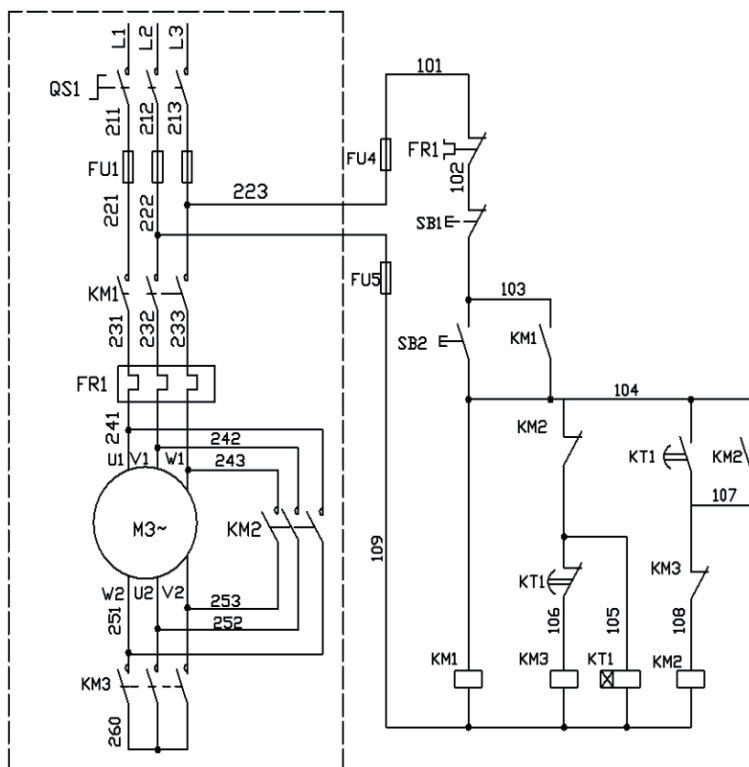 L1 L2 L3
QS1
211 212 213
FU1
221 222
223
KM1
231 232 233
FR1
241
242
243
U1 V1 W1
M3~
KM2
W2 U2 V2
251
253
252
KM3
260
101
FU4
FR1
102
SB1
FU5
103
SB2
KM1
104
KM2
KT1
KM2
107
109
KT1
KM3
106
105
108
KM1
KM3
KT1
KM2